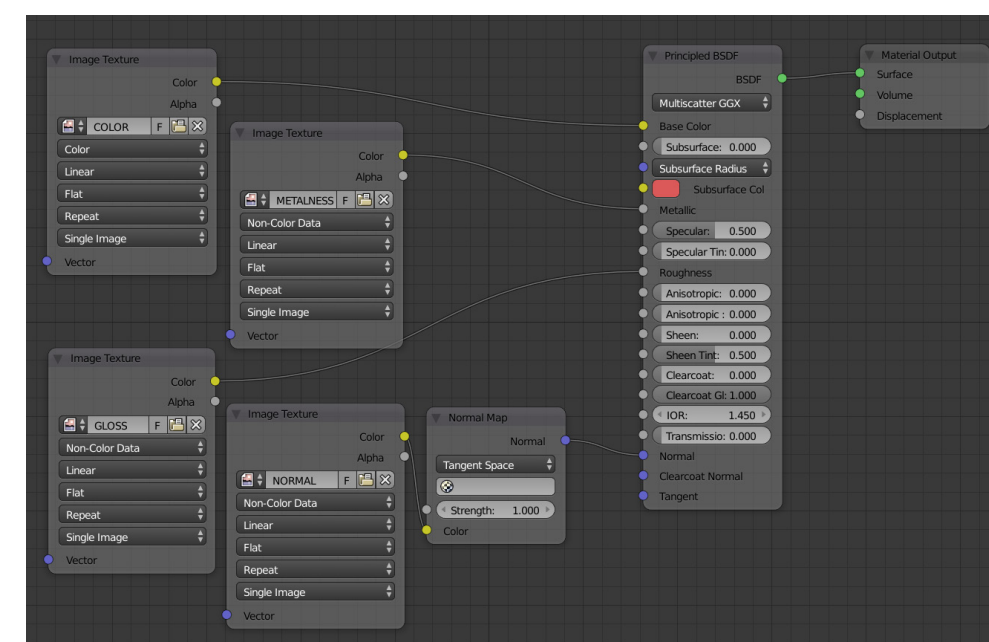 Image Texture
Color
Alpha
COLOR F
Color
Linear
Flat
Repeat
Single Image
Vector
Image Texture
Color
Alpha
METALNESS F
Non-Color Data
Linear
Flat
Repeat
Single Image
Vector
Image Texture
Color
Alpha
GLOSS F
Non-Color Data
Linear
Flat
Repeat
Single Image
Vector
Image Texture
Color
Alpha
NORMAL F
Non-Color Data
Linear
Flat
Repeat
Single Image
Vector
Normal Map
Normal
Tangent Space
Strength: 1.000
Color
Principled BSDF
BSDF
Multiscatter GGX
Base Color
Subsurface: 0.000
Subsurface Radius
Subsurface Col
Metallic
Specular: 0.500
Specular Tin: 0.000
Roughness
Anisotropic: 0.000
Anisotropic : 0.000
Sheen: 0.000
Sheen Tint: 0.500
Clearcoat: 0.000
Clearcoat Gl: 1.000
IOR: 1.450
Transmissio: 0.000
Normal
Clearcoat Normal
Tangent
Material Output
Surface
Volume
Displacement